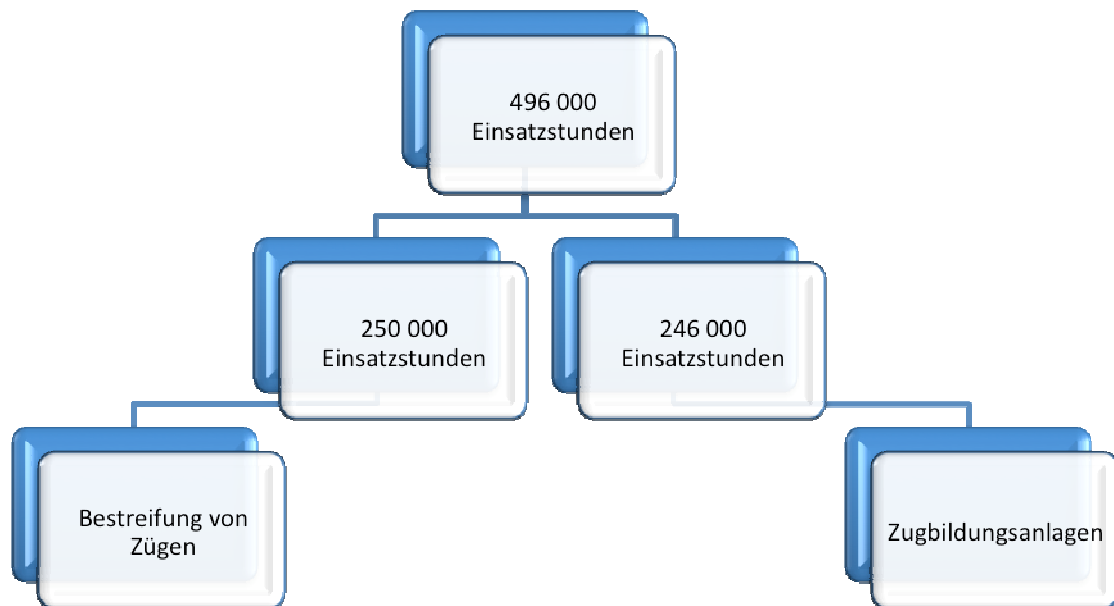 496 000
Einsatzstunden
250 000
Einsatzstunden
246 000
Einsatzstunden
Bestreifung von
Zügen
Zugbildungsanlagen